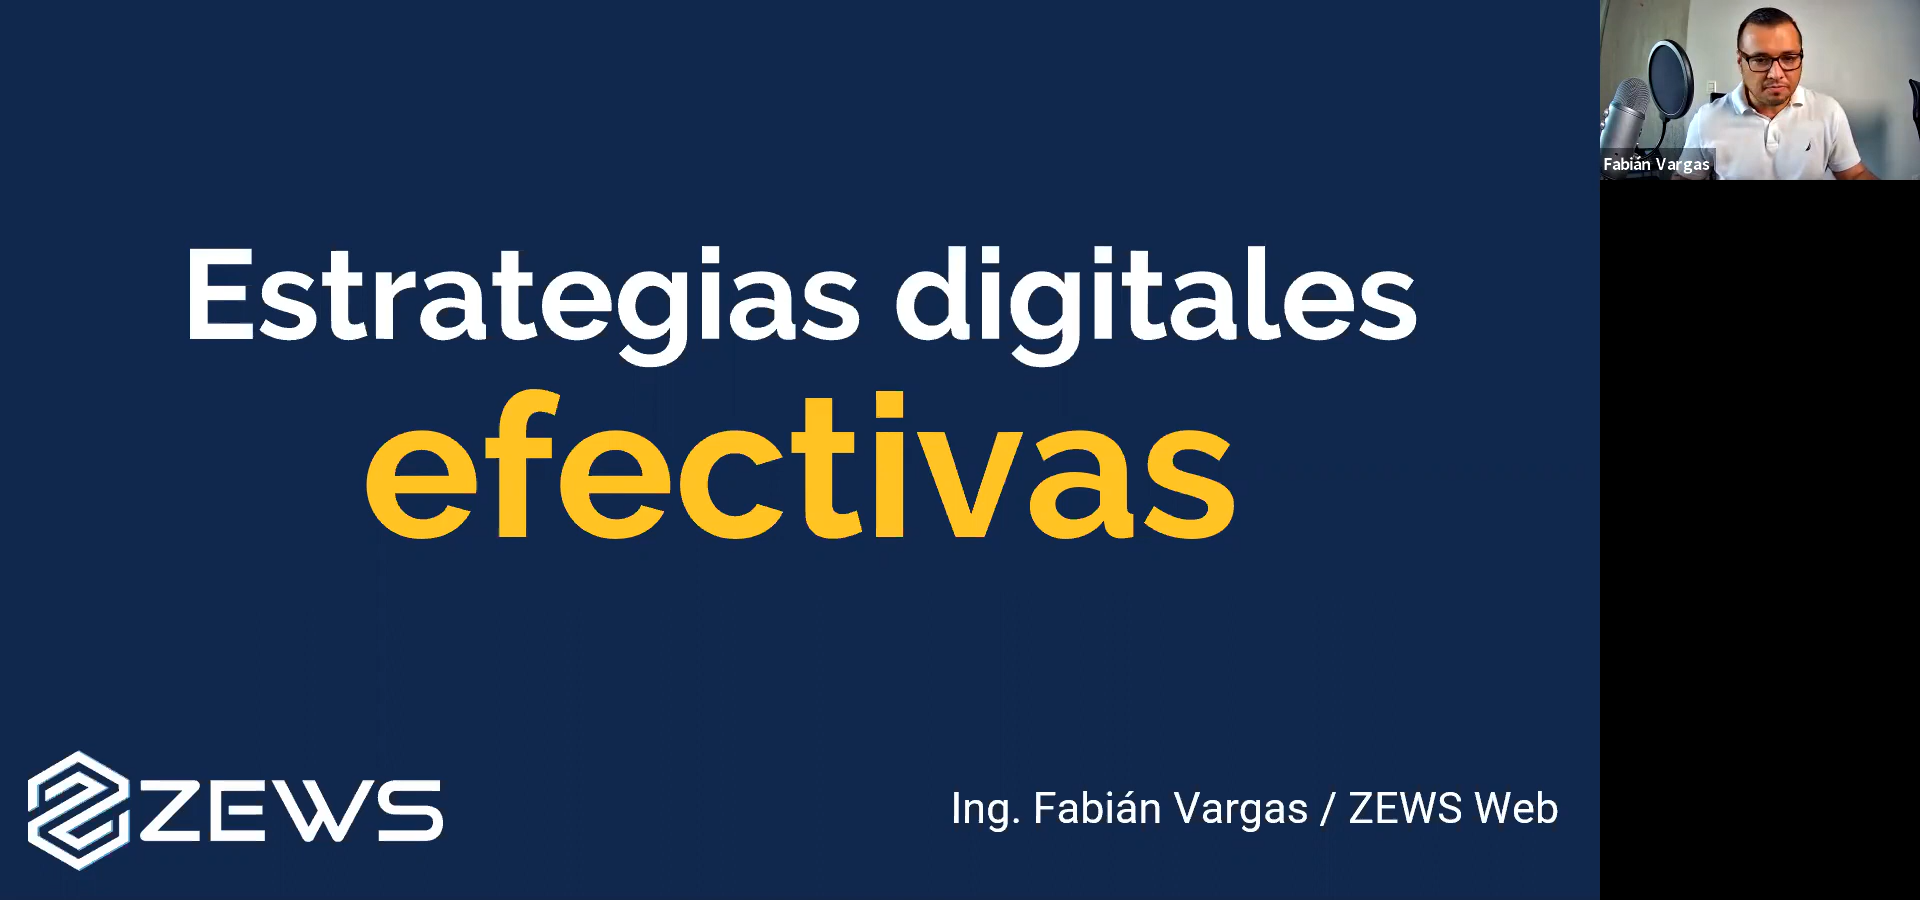 Estrategias digitales
efectivas
ZEWS
Ing. Fabián Vargas / ZEWS Web
Fabián Vargas